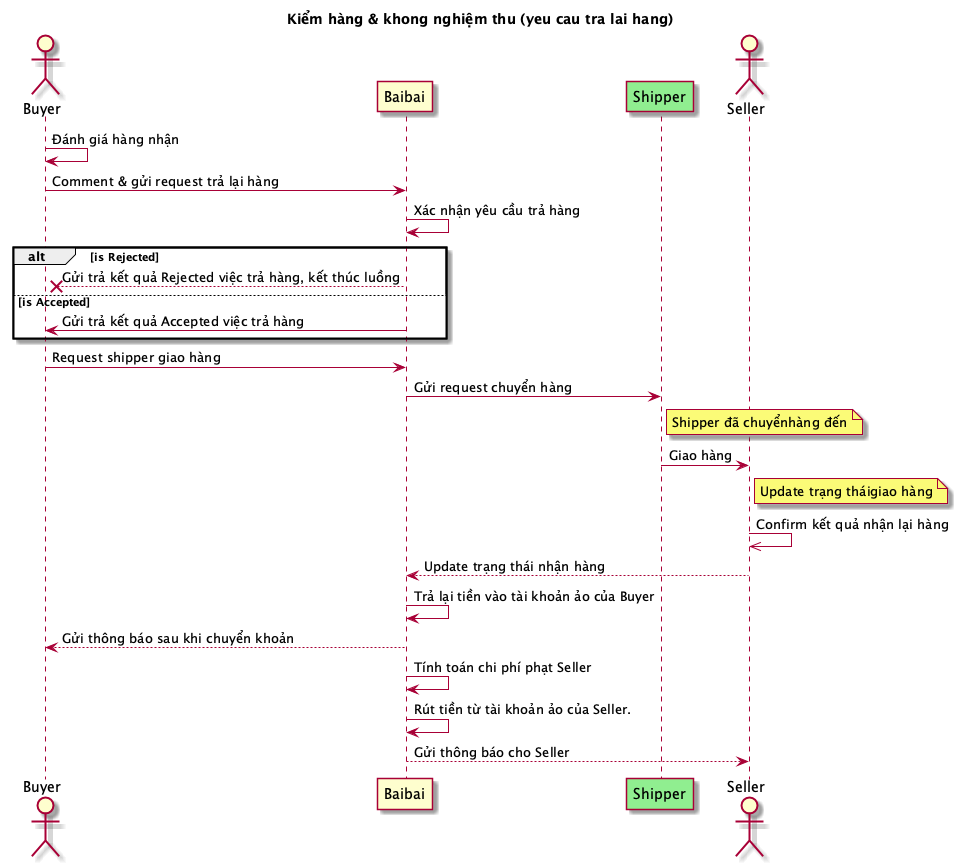 Kiểm hàng & khong nghiệm thu (yeu cau tra lai hang)
Buyer
Baibai
Shipper
Seller
Đánh giá hàng nhận
Comment & gửi request trả lại hàng
Xác nhận yêu cầu trả hàng
alt [is Rejected]
Gửi trả kết quả Rejected việc trả hàng, kết thúc luồng
[is Accepted]
Gửi trả kết quả Accepted việc trả hàng
Request shipper giao hàng
Gửi request chuyển hàng
Shipper đã chuyểnhàng đến
Giao hàng
Update trạng tháigiao hàng
Confirm kết quả nhận lại hàng
Update trạng thái nhận hàng
Trả lại tiền vào tài khoản ảo của Buyer
Gửi thông báo sau khi chuyển khoản
Tính toán chi phí phạt Seller
Rút tiền từ tài khoản ảo của Seller.
Gửi thông báo cho Seller
Buyer
Baibai
Shipper
Seller